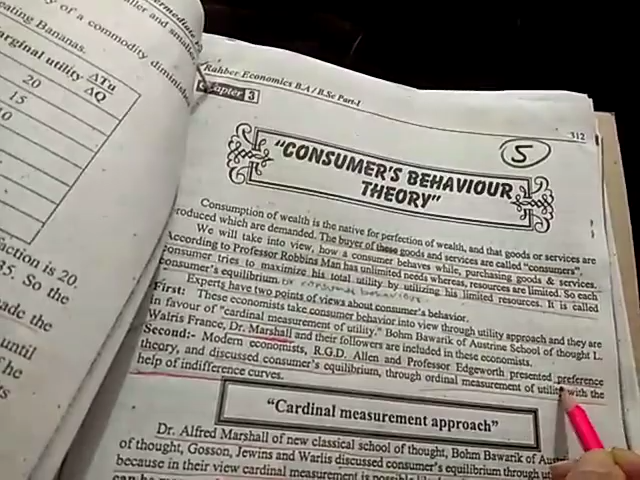 of a commodity diminishes
eating Bananas.
marginal utility ΔTu
ΔQ
20
15
10
action is 20.
35. So the
made the
until
he
Rahber Economics B.A / B.Sc Part-I
Chapter 3
312
5
"CONSUMER'S BEHAVIOUR
THEORY"
Consumption of wealth is the native for perfection of wealth, and that goods or services are
produced which are demanded. The buyer of these goods and services are called "consumers".
We will take into view, how a consumer behaves while, purchasing goods & services.
According to Professor Robbins Man has unlimited needs whereas, resources are limited. So each
consumer tries to maximize his total utility by utilizing his limited resources. It is called
consumer's equilibrium. or consumer behaviour.
Experts have two points of views about consumer's behavior.
First: These economists take consumer behavior into view through utility approach and they are
in favour of "cardinal measurement of utility." Bohm Bawarik of Austrine School of thought L.
Walris France, Dr. Marshall and their followers are included in these economists.
Second:- Modern economists, R.G.D. Allen and Professor Edgeworth presented preference
theory, and discussed consumer's equilibrium, through ordinal measurement of utility with the
help of indifference curves.
"Cardinal measurement approach"
Dr. Alfred Marshall of new classical school of thought, Bohm Bawarik of
of thought, Gosson, Jewins and Warlis discussed consumer's equilibrium through
because in their view cardinal measurement is possible